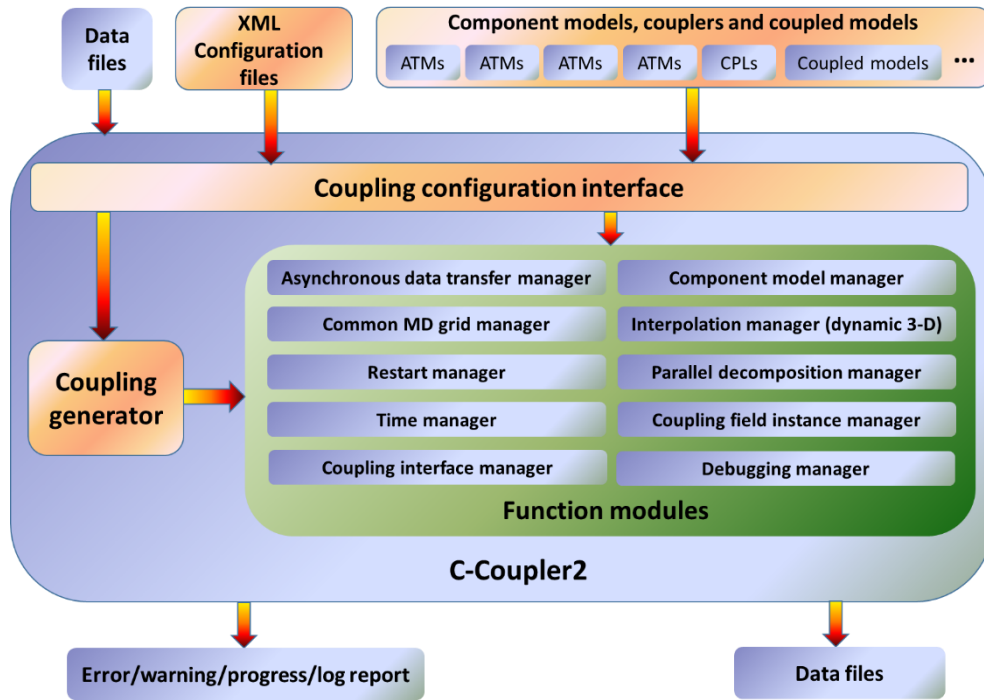 Data
files
XML
Configuration
files
Component models, couplers and coupled models
ATMs ATMs ATMs ATMs CPLs Coupled models ...
Coupling configuration interface
Asynchronous data transfer manager Component model manager
Common MD grid manager Interpolation manager (dynamic 3-D)
Restart manager Parallel decomposition manager
Coupling
generator
Time manager Coupling field instance manager
Coupling interface manager Debugging manager
Function modules
C-Coupler2
Error/warning/progress/log report Data files